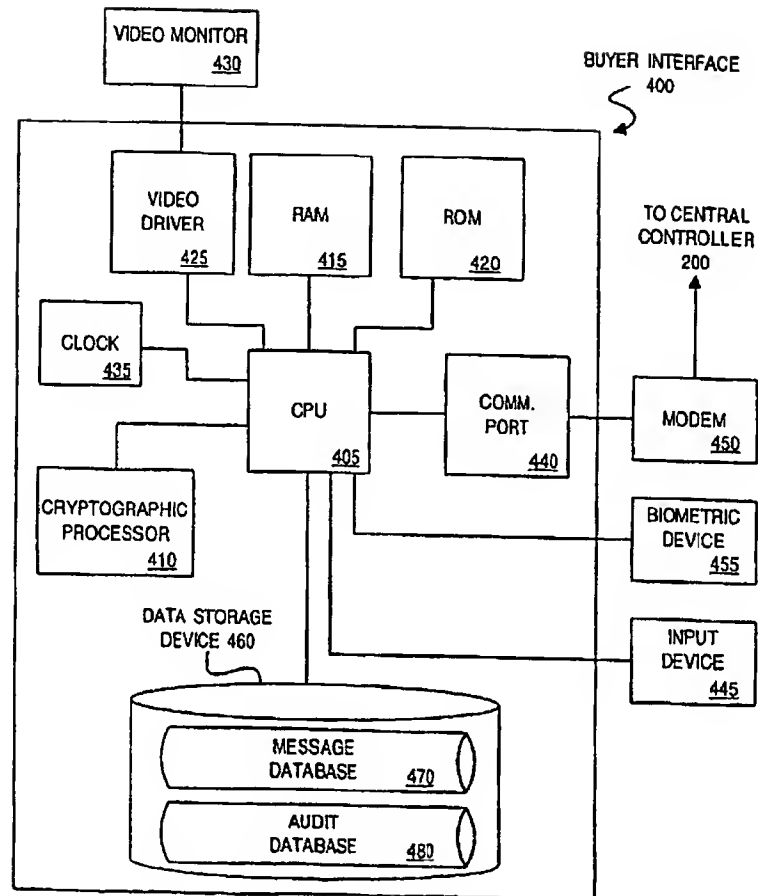 VIDEO MONITOR
430
BUYER INTERFACE
400
VIDEO
DRIVER
425
RAM
415
ROM
420
TO CENTRAL
CONTROLLER
200
CLOCK
435
CPU
405
COMM.
PORT
440
MODEM
450
CRYPTOGRAPHIC
PROCESSOR
410
BIOMETRIC
DEVICE
455
DATA STORAGE
DEVICE 460
INPUT
DEVICE
445
MESSAGE
DATABASE
470
AUDIT
DATABASE
480